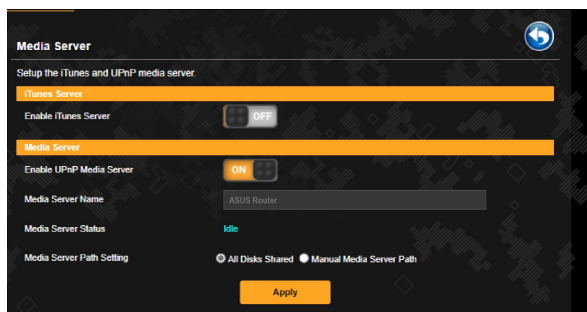 Media Server
Setup the iTunes and UPnP media server.
iTunes Server
Enable iTunes Server OFF
Media Server
Enable UPnP Media Server ON
Media Server Name ASUS Router
Media Server Status Idle
Media Server Path Setting All Disks Shared Manual Media Server Path
Apply